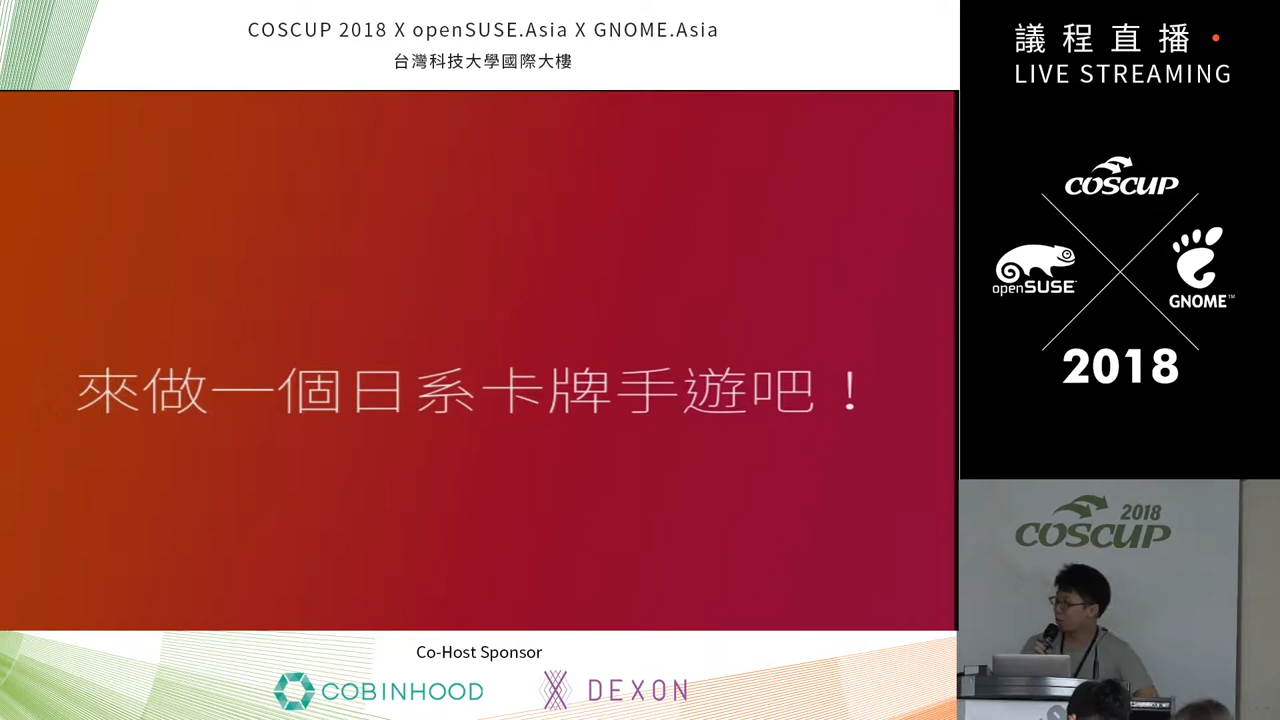 COSCUP 2018 X openSUSE.Asia X GNOME.Asia
台灣科技大學國際大樓
議程直播
LIVE STREAMING
COSCUP
openSUSE
GNOME™
2018
來做一個日系卡牌手遊吧！
2018
COSCUP
Co-Host Sponsor
COBINHOOD
DEXON